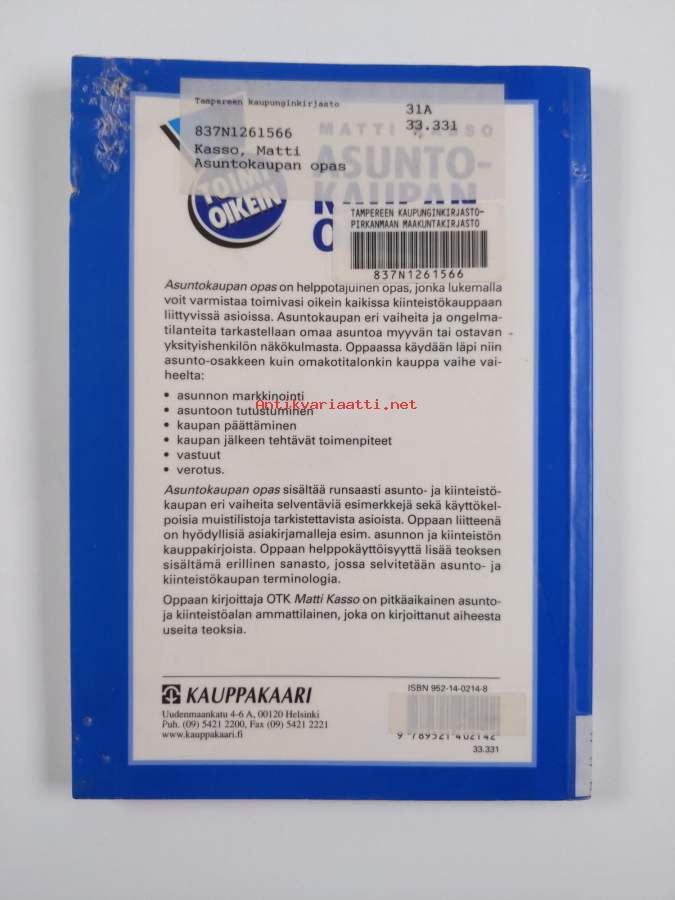 Tampereen kaupunginkirjasto
31A
837N1261566
33.331
Kasso, Matti
Asuntokaupan opas
MATTI KASSO
ASUNTO-
KAUPAN
TOIMI
OIKEIN
TAMPEREEN KAUPUNGINKIRJASTO-
PIRKANMAAN MAAKUNTAKIRJASTO
837N1261566
Asuntokaupan opas on helppotajuinen opas, jonka lukemalla
voit varmistaa toimivasi oikein kaikissa kiinteistökauppaan
liittyvissä asioissa. Asuntokaupan eri vaiheita ja ongelma-
tilanteita tarkastellaan omaa asuntoa myyvän tai ostavan
yksityishenkilön näkökulmasta. Oppaassa käydään läpi niin
asunto-osakkeen kuin omakotitalonkin kauppa vaihe vai-
heelta:
• asunnon markkinointi
• asuntoon tutustuminen
• kaupan päättäminen
• kaupan jälkeen tehtävät toimenpiteet
• vastuut
• verotus.
Antikvariaatti.net
Asuntokaupan opas sisältää runsaasti asunto- ja kiinteistö-
kaupan eri vaiheita selventäviä esimerkkejä sekä käyttökel-
poisia muistilistoja tarkistettavista asioista. Oppaan liitteenä
on hyödyllisiä asiakirjamalleja esim. asunnon ja kiinteistön
kauppakirjoista. Oppaan helppokäyttöisyyttä lisää teoksen
sisältämä erillinen sanasto, jossa selvitetään asunto- ja
kiinteistökaupan terminologia.
Oppaan kirjoittaja OTK Matti Kasso on pitkäaikainen asunto-
ja kiinteistöalan ammattilainen, joka on kirjoittanut aiheesta
useita teoksia.
KAUPPAKAARI
Uudenmaankatu 4-6 A, 00120 Helsinki
Puh. (09) 5421 2200, Fax (09) 5421 2221
www.kauppakaari.fi
ISBN 952-14-0214-8
9 789521 402142
33.331